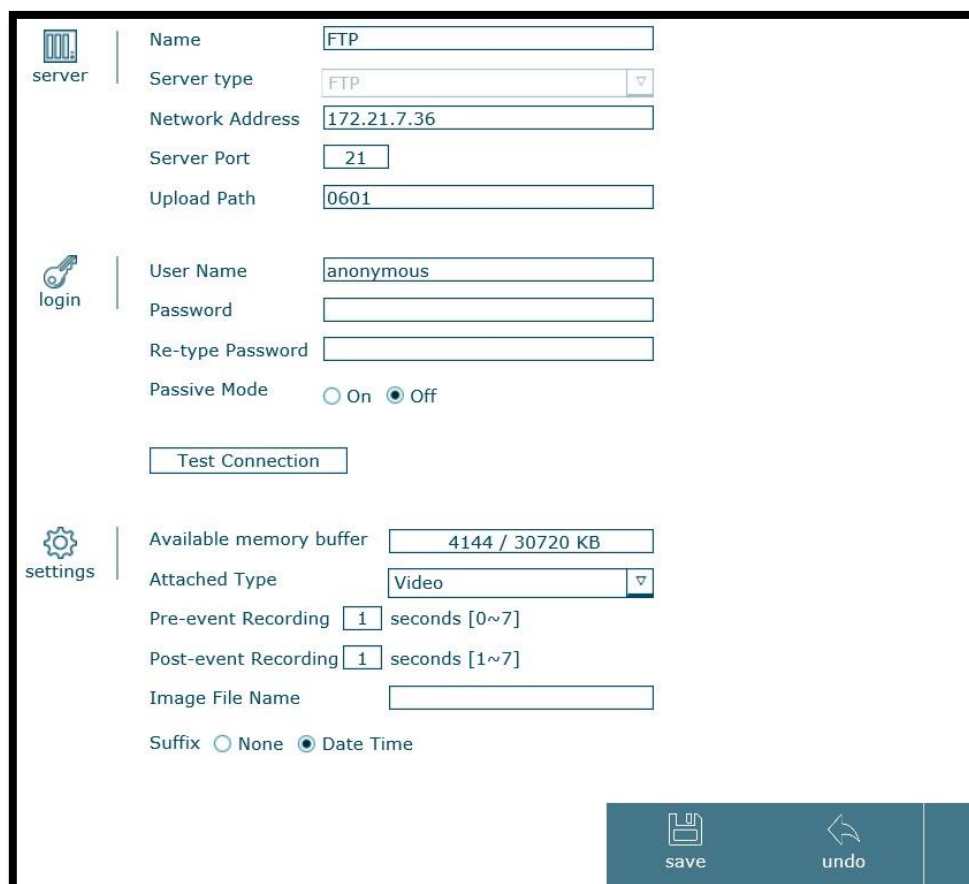 server
Name FTP
Server type FTP
Network Address 172.21.7.36
Server Port 21
Upload Path 0601
login
User Name anonymous
Password
Re-type Password
Passive Mode On Off
Test Connection
settings
Available memory buffer 4144 / 30720 KB
Attached Type Video
Pre-event Recording 1 seconds [0~7]
Post-event Recording 1 seconds [1~7]
Image File Name
Suffix None Date Time
save undo